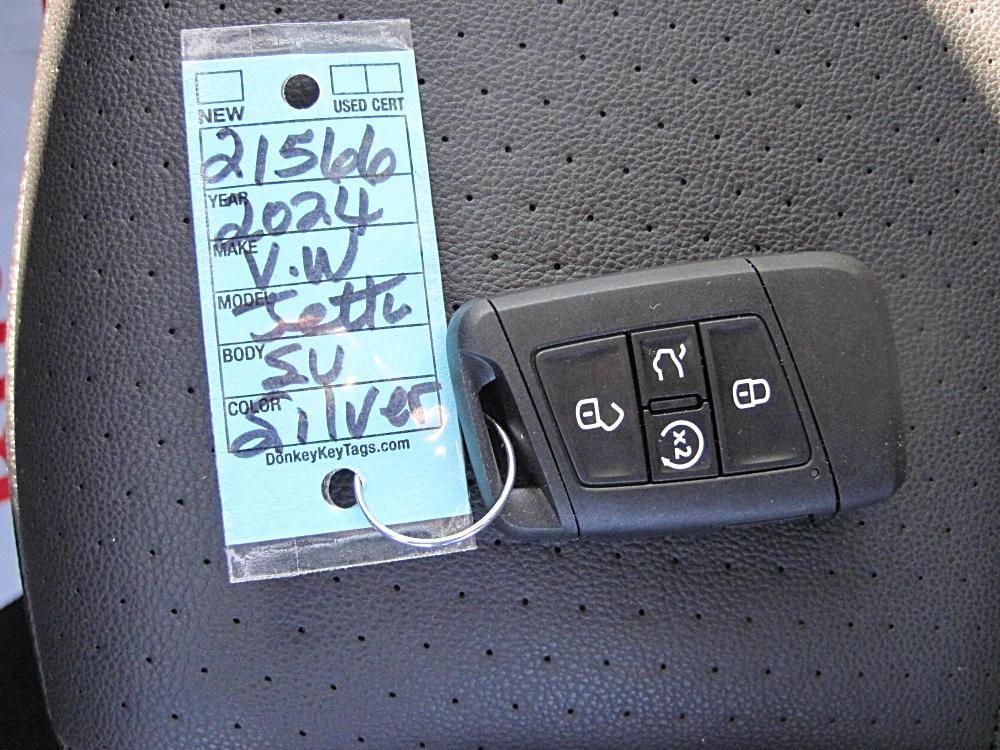 NEW USED CERT
21566
YEAR 2024
MAKE V.W
MODEL Jetta
BODY SU
COLOR Silver
DonkeyKeyTags.com
x2